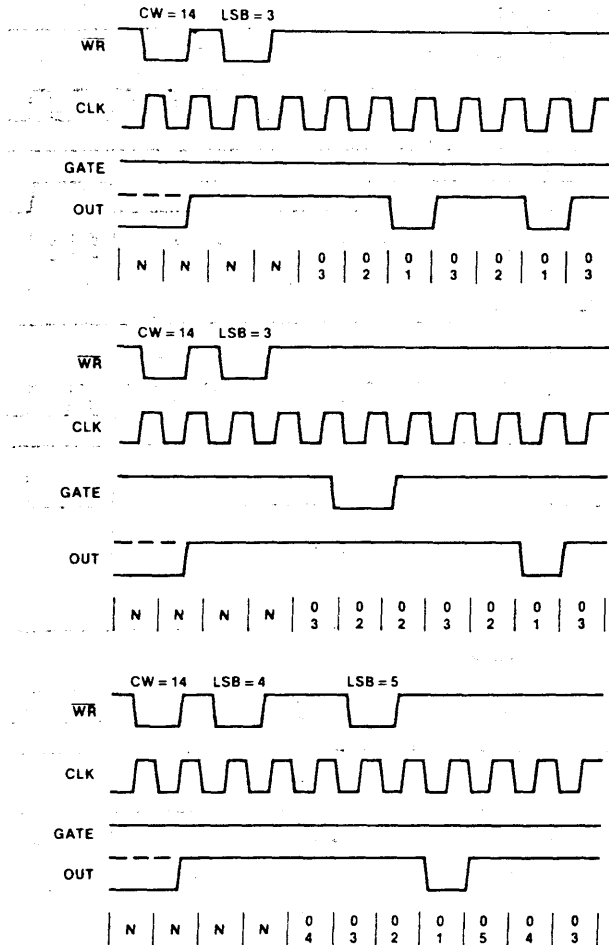 CW = 14 LSB = 3
WR
CLK
GATE
OUT
N N N N 0 0 0 0 0 0 0
3 2 1 3 2 1 3
CW = 14 LSB = 3
WR
CLK
GATE
OUT
N N N N 0 0 0 0 0 0 0
3 2 2 3 2 1 3
CW = 14 LSB = 4 LSB = 5
WR
CLK
GATE
OUT
N N N N 0 0 0 0 0 0 0
4 3 2 1 5 4 3